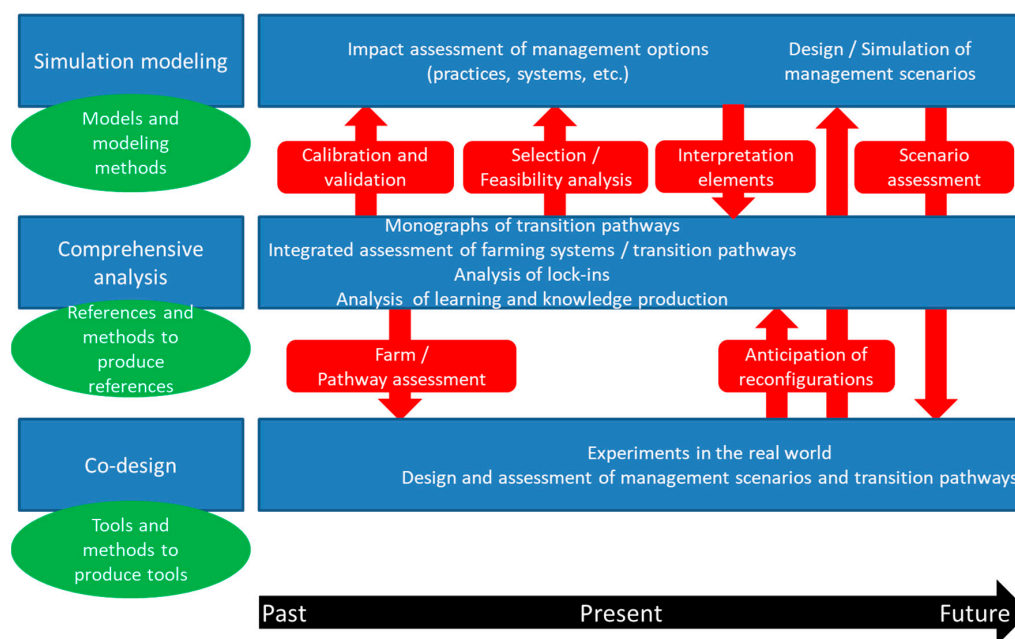 Simulation modeling
Impact assessment of management options
(practices, systems, etc.)
Design / Simulation of
management scenarios
Models and
modeling
methods
Calibration and
validation
Selection /
Feasibility analysis
Interpretation
elements
Scenario
assessment
Comprehensive
analysis
Monographs of transition pathways
Integrated assessment of farming systems / transition pathways
Analysis of lock-ins
Analysis of learning and knowledge production
References and
methods to
produce
references
Farm /
Pathway assessment
Anticipation of
reconfigurations
Co-design
Experiments in the real world
Design and assessment of management scenarios and transition pathways
Tools and
methods to
produce tools
Past Present Future